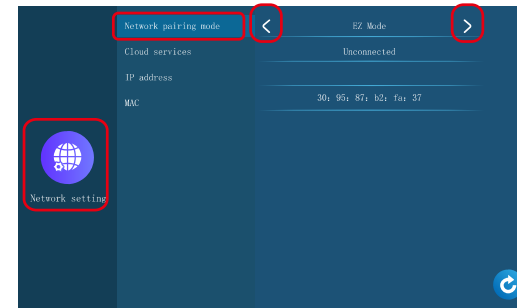 Network pairing mode
EZ Mode
Cloud services
Unconnected
IP address
MAC
30: 95: 87: b2: fa: 37
Network setting